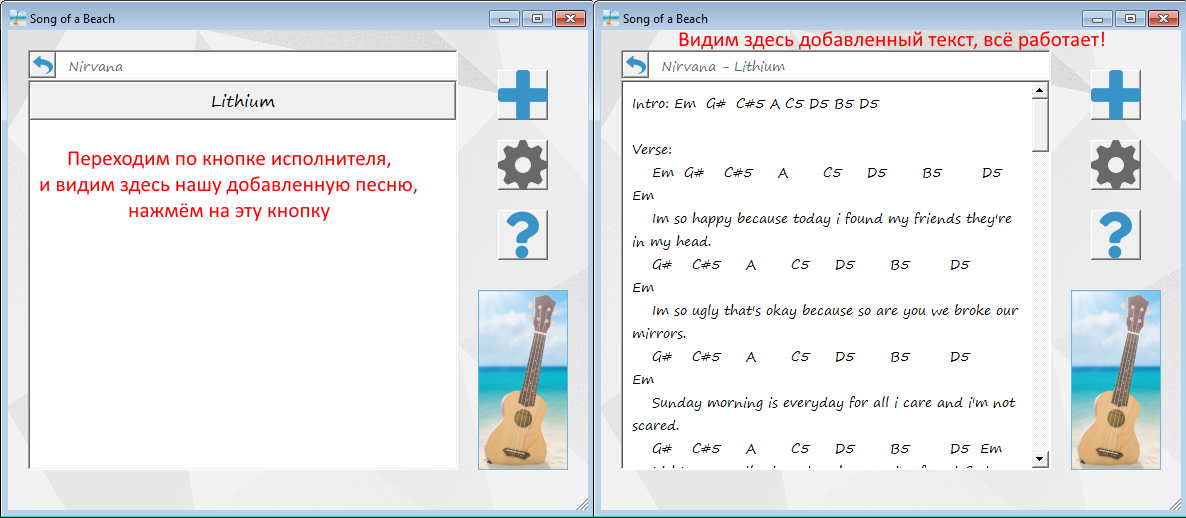 Song of a Beach
Nirvana
Lithium
Переходим по кнопке исполнителя,
и видим здесь нашу добавленную песню,
нажмём на эту кнопку
Song of a Beach
Видим здесь добавленный текст, всё работает!
Nirvana - Lithium
Intro: Em G# C#5 A C5 D5 B5 D5
Verse:
Em G# C#5 A C5 D5 B5 D5
Em
Im so happy because today i found my friends they're
in my head.
G# C#5 A C5 D5 B5 D5
Em
Im so ugly that's okay because so are you we broke our
mirrors.
G# C#5 A C5 D5 B5 D5
Em
Sunday morning is everyday for all i care and i'm not
scared.
G# C#5 A C5 D5 B5 D5 Em